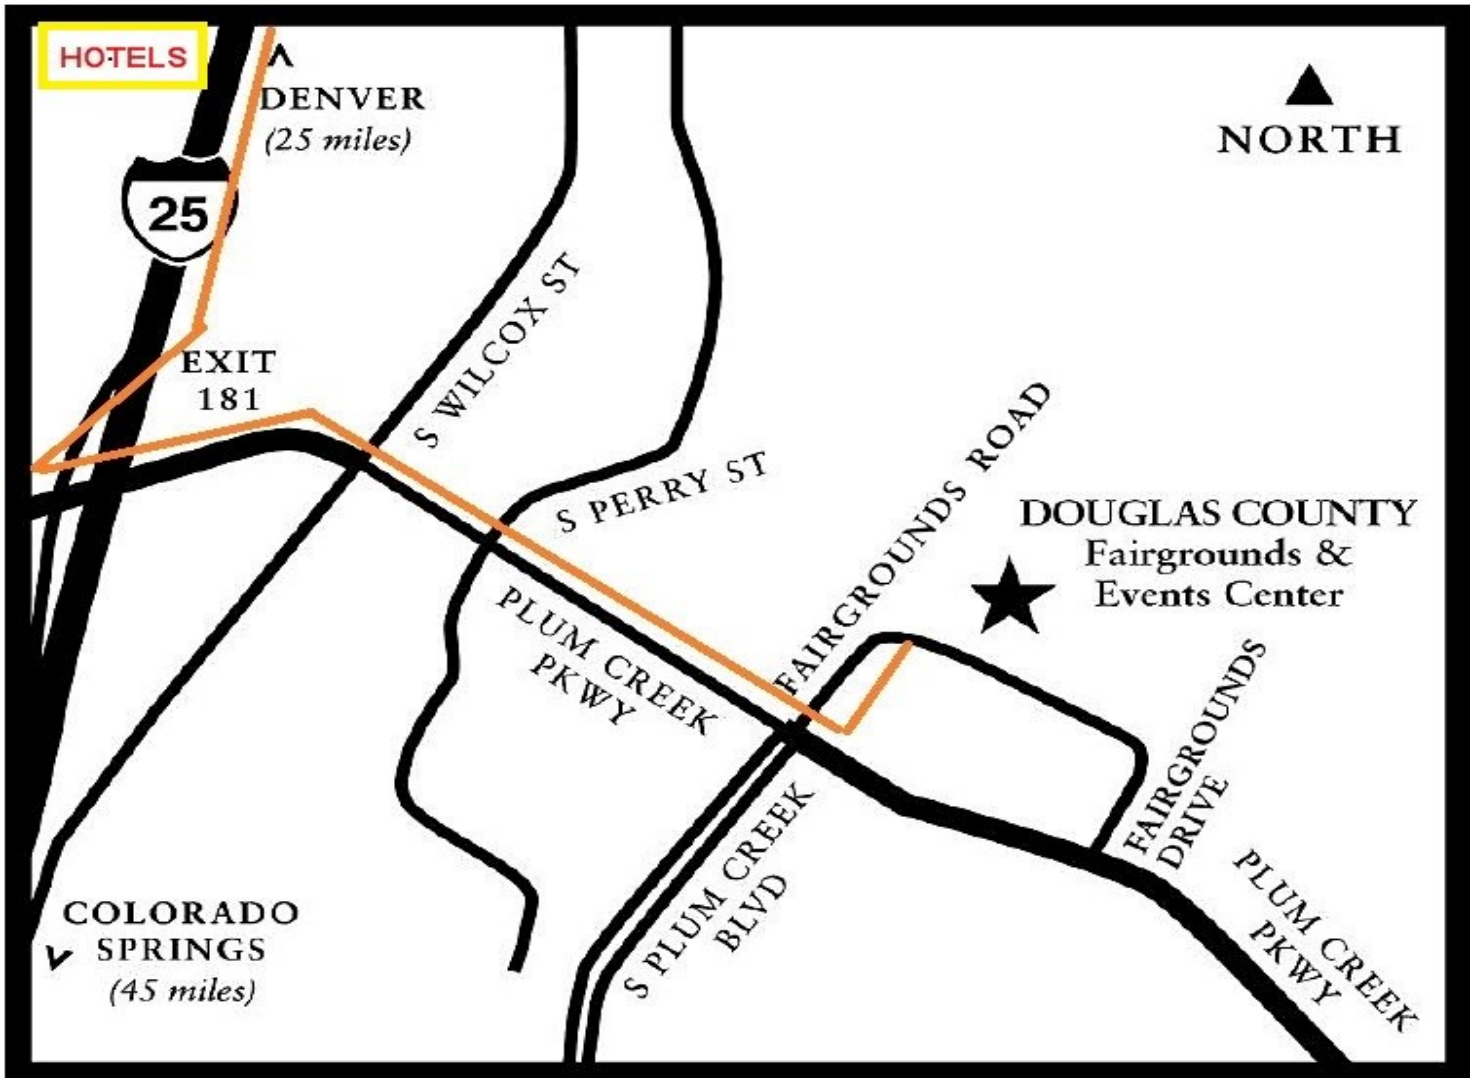 HOTELS
DENVER
(25 miles)
NORTH
25
EXIT
181
S WILCOX ST
S PERRY ST
FAIRGROUNDS ROAD
DOUGLAS COUNTY
Fairgrounds &
Events Center
PLUM CREEK
PKWY
FAIRGROUNDS
DRIVE
S PLUM CREEK
BLVD
PLUM CREEK
PKWY
COLORADO
SPRINGS
(45 miles)